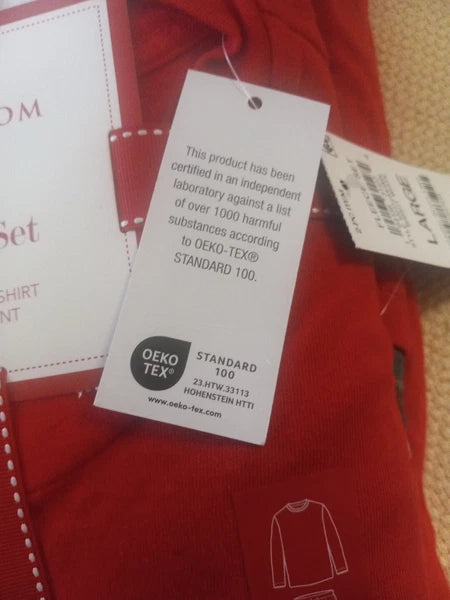 OM
Set
SHIRT
NT
This product has been
certified in an independent
laboratory against a list
of over 1000 harmful
substances according
to OEKO-TEX®
STANDARD 100.
OEKO
TEX®
STANDARD
100
23.HTW.33113
HOHENSTEIN HTTI
www.oeko-tex.com
LARGE